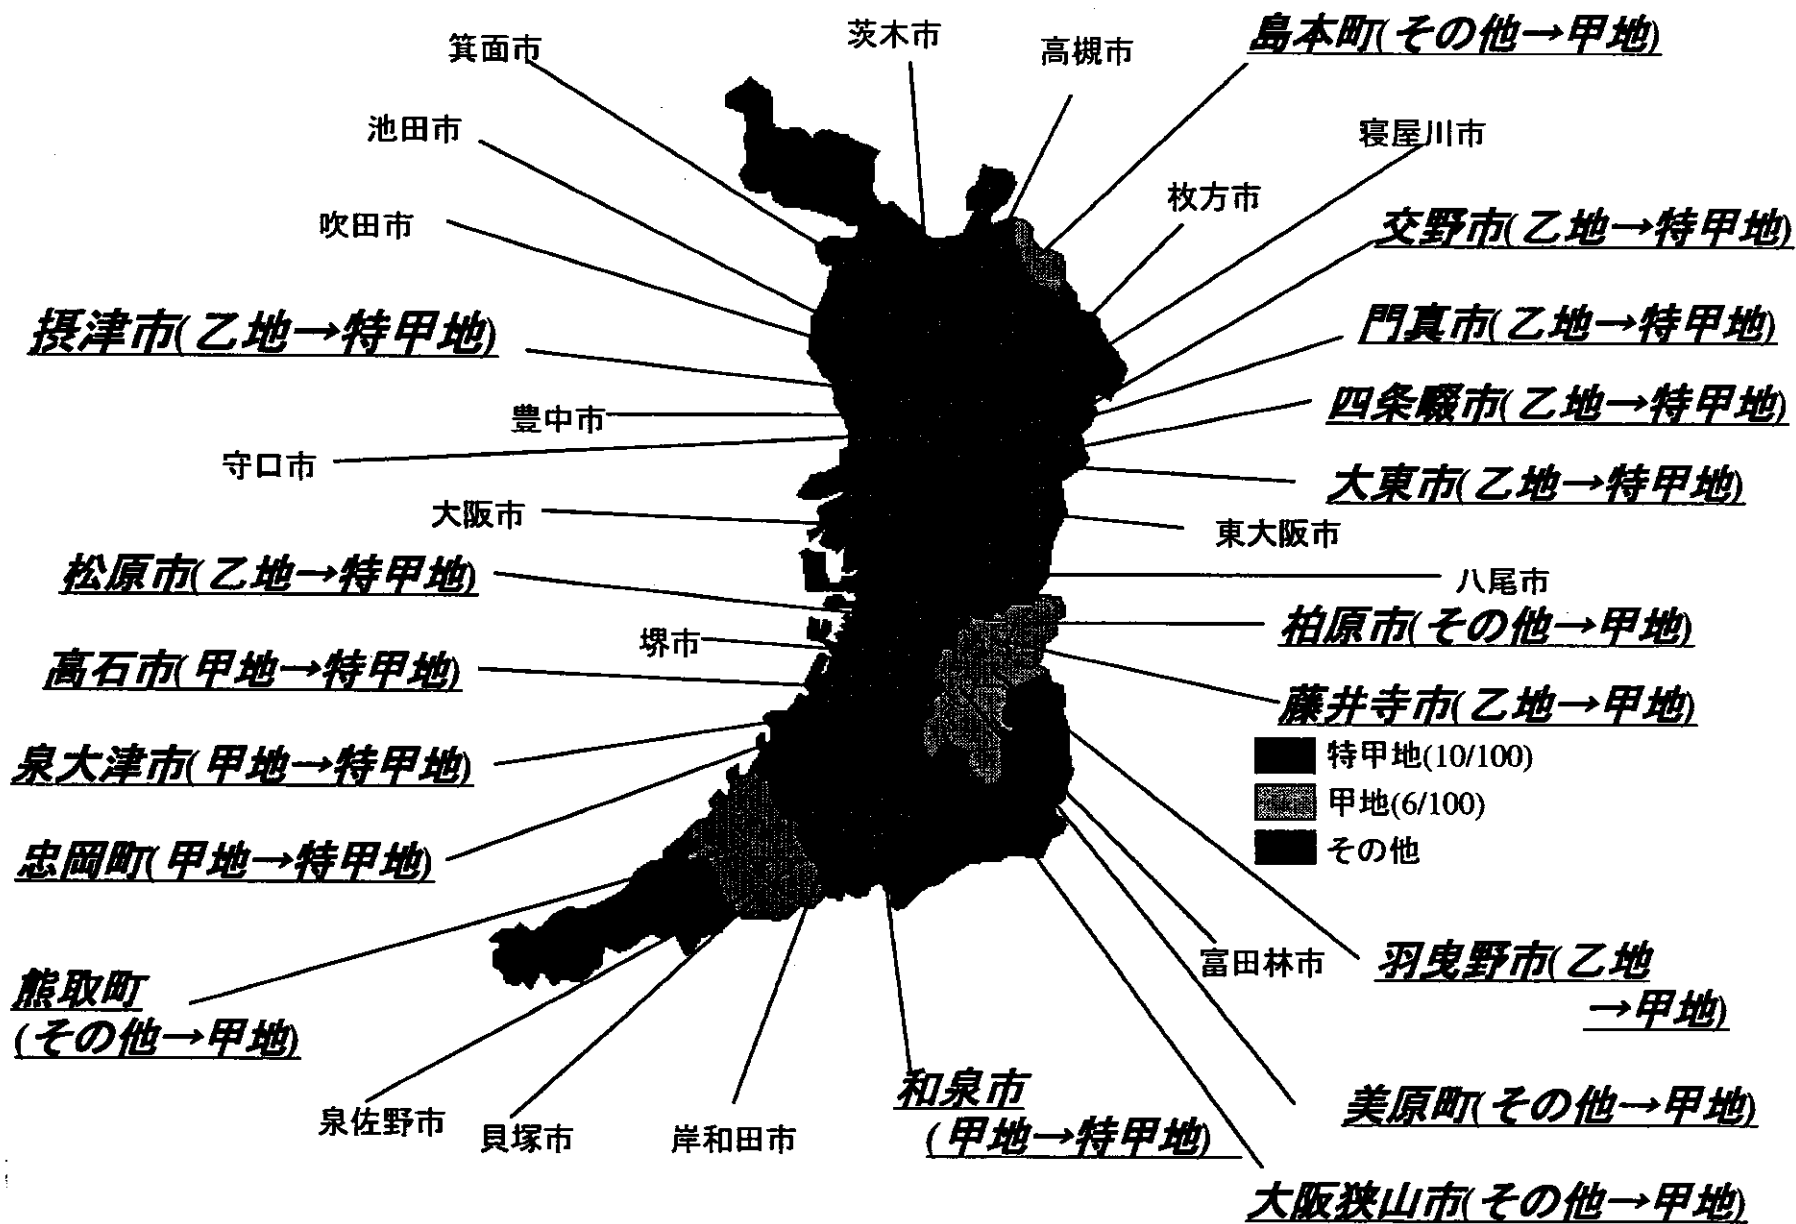 茨木市
島本町(その他→甲地)
箕面市
高槻市
池田市
寝屋川市
枚方市
吹田市
交野市(乙地→特甲地)
摂津市(乙地→特甲地)
門真市(乙地→特甲地)
豊中市
四条畷市(乙地→特甲地)
守口市
大東市(乙地→特甲地)
大阪市
東大阪市
松原市(乙地→特甲地)
八尾市
堺市
柏原市(その他→甲地)
高石市(甲地→特甲地)
藤井寺市(乙地→甲地)
泉大津市(甲地→特甲地)
特甲地(10/100)
甲地(6/100)
その他
忠岡町(甲地→特甲地)
富田林市
羽曳野市(乙地
→甲地)
熊取町
(その他→甲地)
泉佐野市
貝塚市
岸和田市
和泉市
(甲地→特甲地)
美原町(その他→甲地)
大阪狭山市(その他→甲地)